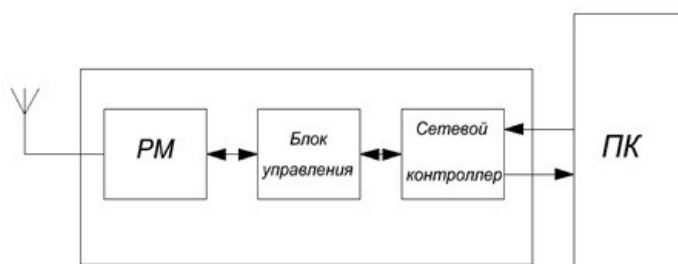 РМ
Блок
управления
Сетевой
контроллер
ПК